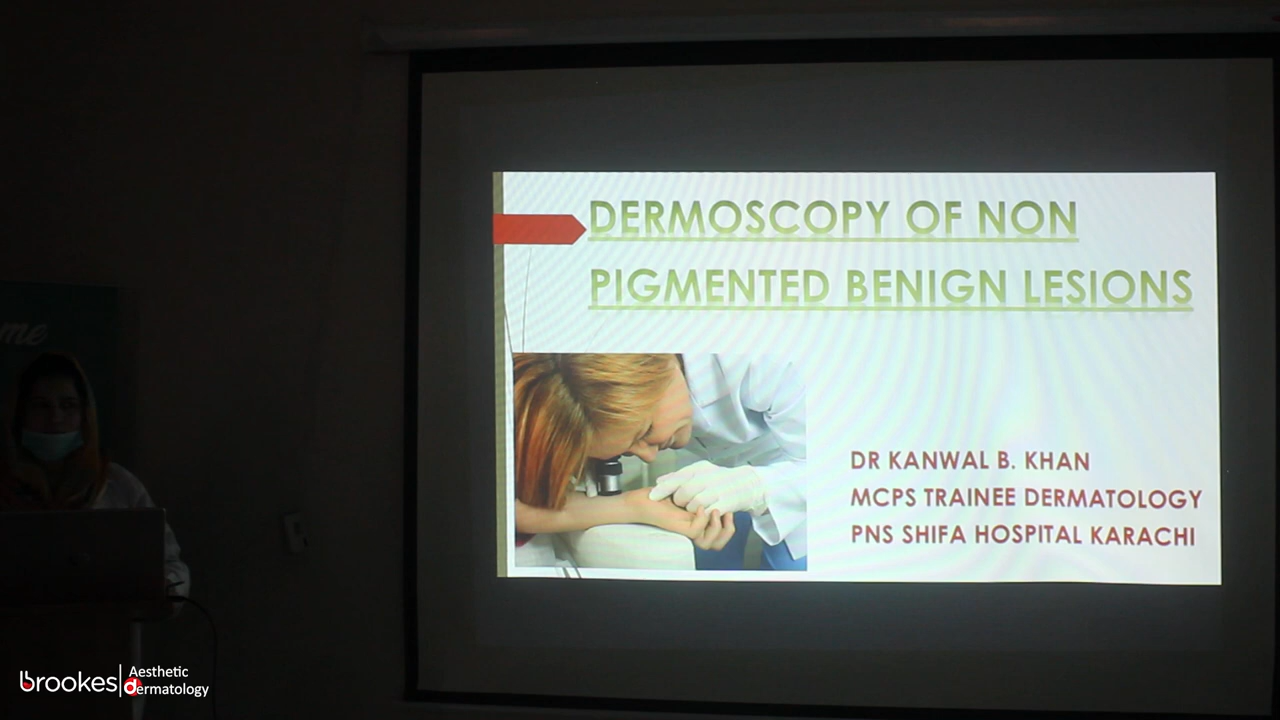 DERMOSCOPY OF NON
PIGMENTED BENIGN LESIONS
DR KANWAL B. KHAN
MCPS TRAINEE DERMATOLOGY
PNS SHIFA HOSPITAL KARACHI
me
brookes
Aesthetic
dermatology